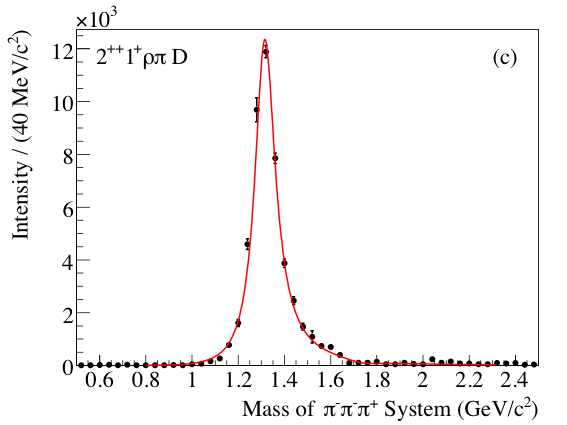 ×10³
2⁺⁺1⁺ρπ D
(c)
Intensity / (40 MeV/c²)
12
10
8
6
4
2
0
0.6 0.8 1 1.2 1.4 1.6 1.8 2 2.2 2.4
Mass of π⁻π⁻π⁺ System (GeV/c²)